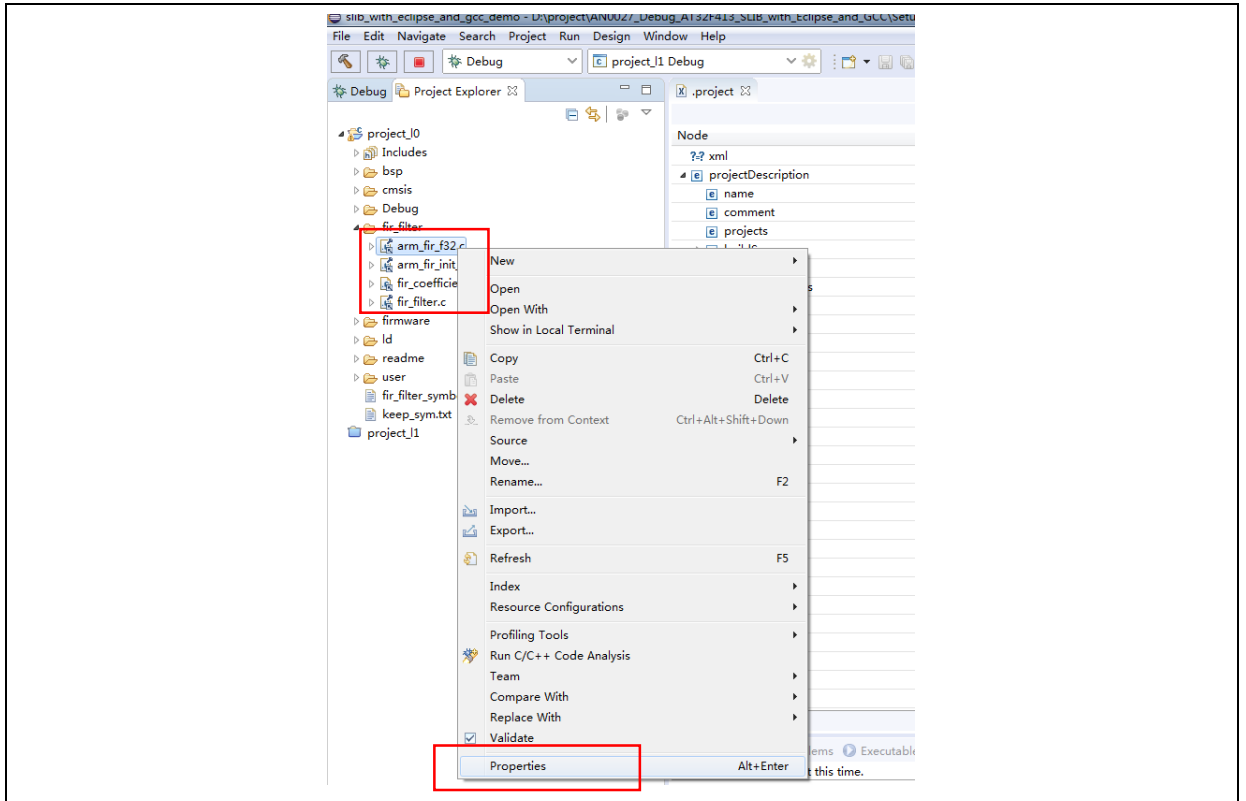 slib_with_eclipse_and_gcc_demo - D:\project\AN0027_Debug_AT32F413_SLIB_with_Eclipse_and_GCC\Setu
File Edit Navigate Search Project Run Design Window Help
Debug project_l1 Debug
Debug Project Explorer .project
project_l0 Node
Includes ?-? xml
bsp e projectDescription
cmsis e name
Debug e comment
fir_filter e projects
arm_fir_f32.c
arm_fir_init_ New
fir_coefficie Open s
fir_filter.c Open With
firmware Show in Local Terminal
ld
readme Copy Ctrl+C
user Paste Ctrl+V
fir_filter_symb Delete Delete
keep_sym.txt Remove from Context Ctrl+Alt+Shift+Down
project_l1 Source
Move...
Rename... F2
Import...
Export...
Refresh F5
Index
Resource Configurations
Profiling Tools
Run C/C++ Code Analysis
Team
Compare With
Replace With
Validate
lems Executable
Properties Alt+Enter t this time.